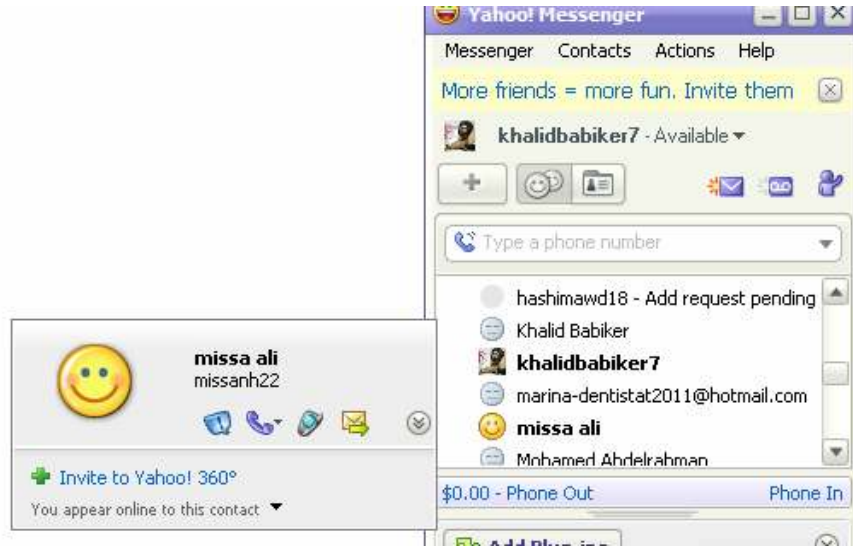 Yahoo! Messenger
Messenger Contacts Actions Help
More friends = more fun. Invite them
khalidbabiker7 - Available
Type a phone number
hashimawd18 - Add request pending
Khalid Babiker
khalidbabiker7
marina-dentistat2011@hotmail.com
missa ali
Mohamed Abdelrahman
$0.00 - Phone Out Phone In
Add Plug-ins
missa ali
missanh22
Invite to Yahoo! 360°
You appear online to this contact